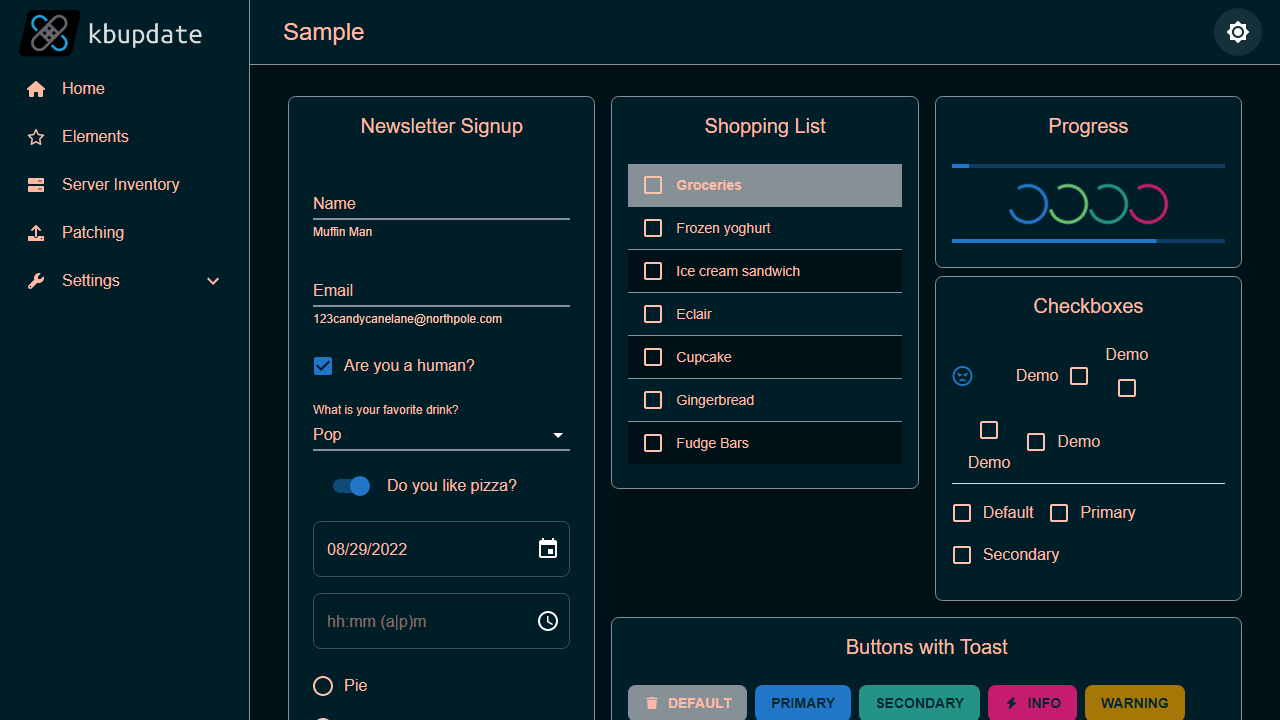 kbupdate
Home
Elements
Server Inventory
Patching
Settings
Sample
Newsletter Signup
Name
Muffin Man
Email
123candycanelane@northpole.com
Are you a human?
What is your favorite drink?
Pop
Do you like pizza?
08/29/2022
hh:mm (a|p)m
Pie
Shopping List
Groceries
Frozen yoghurt
Ice cream sandwich
Eclair
Cupcake
Gingerbread
Fudge Bars
Progress
Checkboxes
Demo
Demo
Demo
Demo
Default
Primary
Secondary
Buttons with Toast
DEFAULT
PRIMARY
SECONDARY
INFO
WARNING